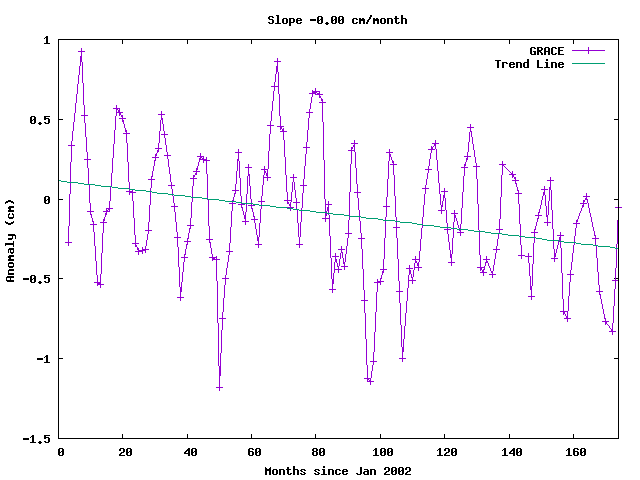 Slope -0.00 cm/month
GRACE
Trend Line
1
0.5
0
-0.5
-1
-1.5
Anomaly (cm)
0 20 40 60 80 100 120 140 160
Months since Jan 2002